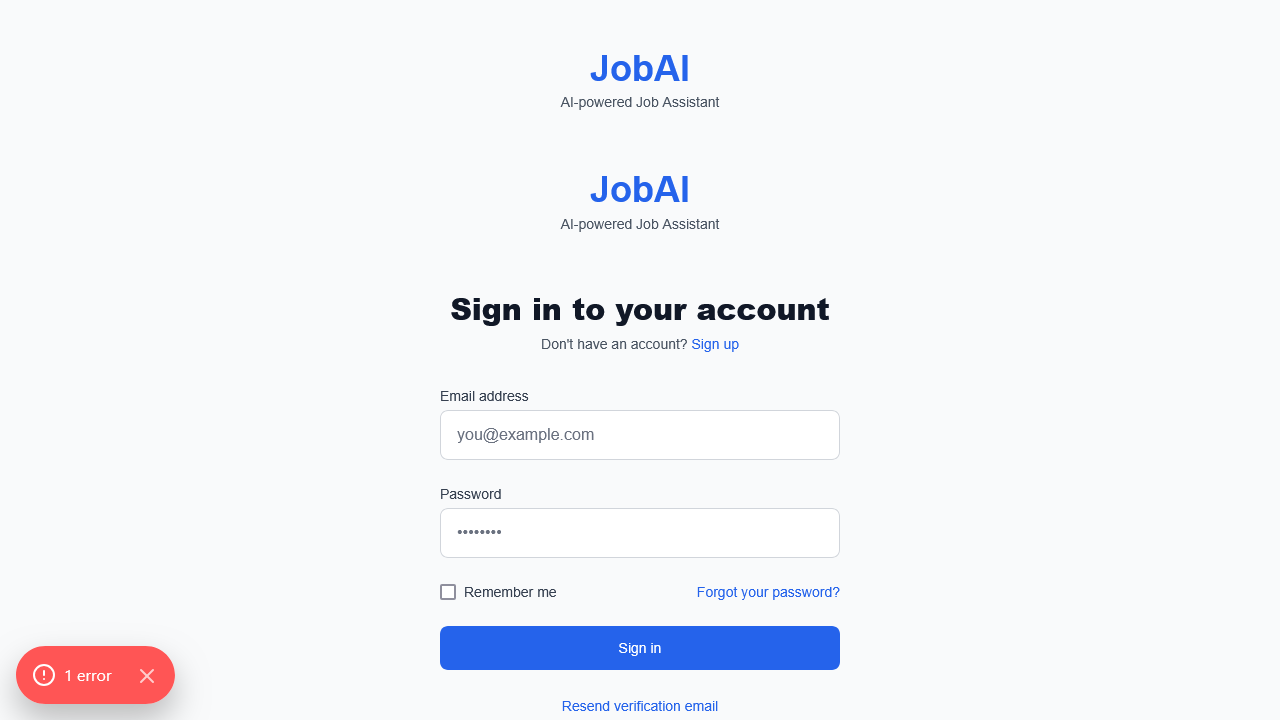 JobAI
AI-powered Job Assistant
JobAI
AI-powered Job Assistant
Sign in to your account
Don't have an account? Sign up
Email address
you@example.com
Password
••••••••
Remember me
Forgot your password?
Sign in
1 error
Resend verification email